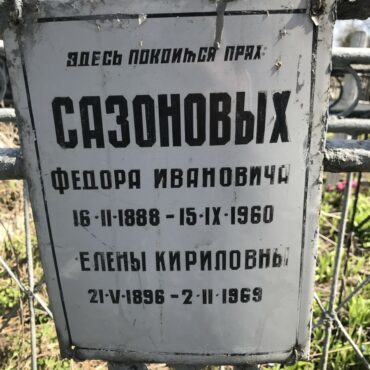 ЗДЕСЬ ПОКОИТСЯ ПРАХ
САЗОНОВЫХ
ФЕДОРА ИВАНОВИЧА
16·II·1888 – 15·IX·1960
ЕЛЕНЫ КИРИЛОВНЫ
21·V·1896 – 2·II·1969